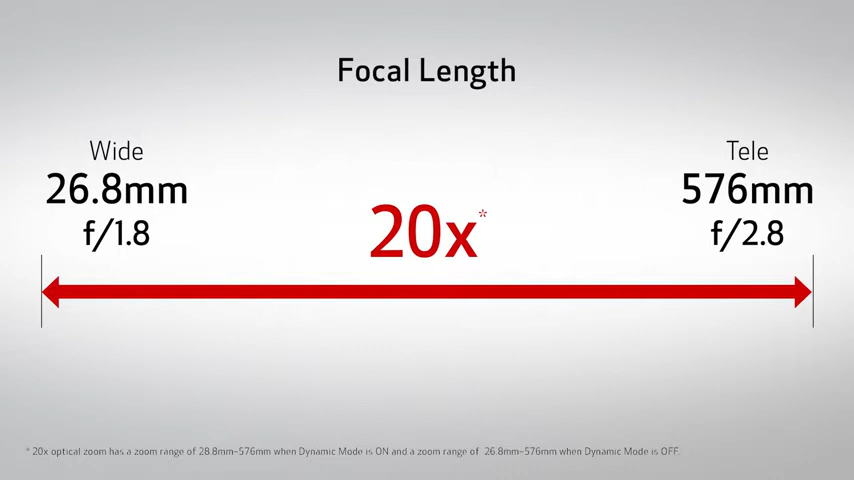 Focal Length
Wide
26.8mm
f/1.8
20x*
Tele
576mm
f/2.8
* 20x optical zoom has a zoom range of 28.8mm–576mm when Dynamic Mode is ON and a zoom range of 26.8mm–576mm when Dynamic Mode is OFF.